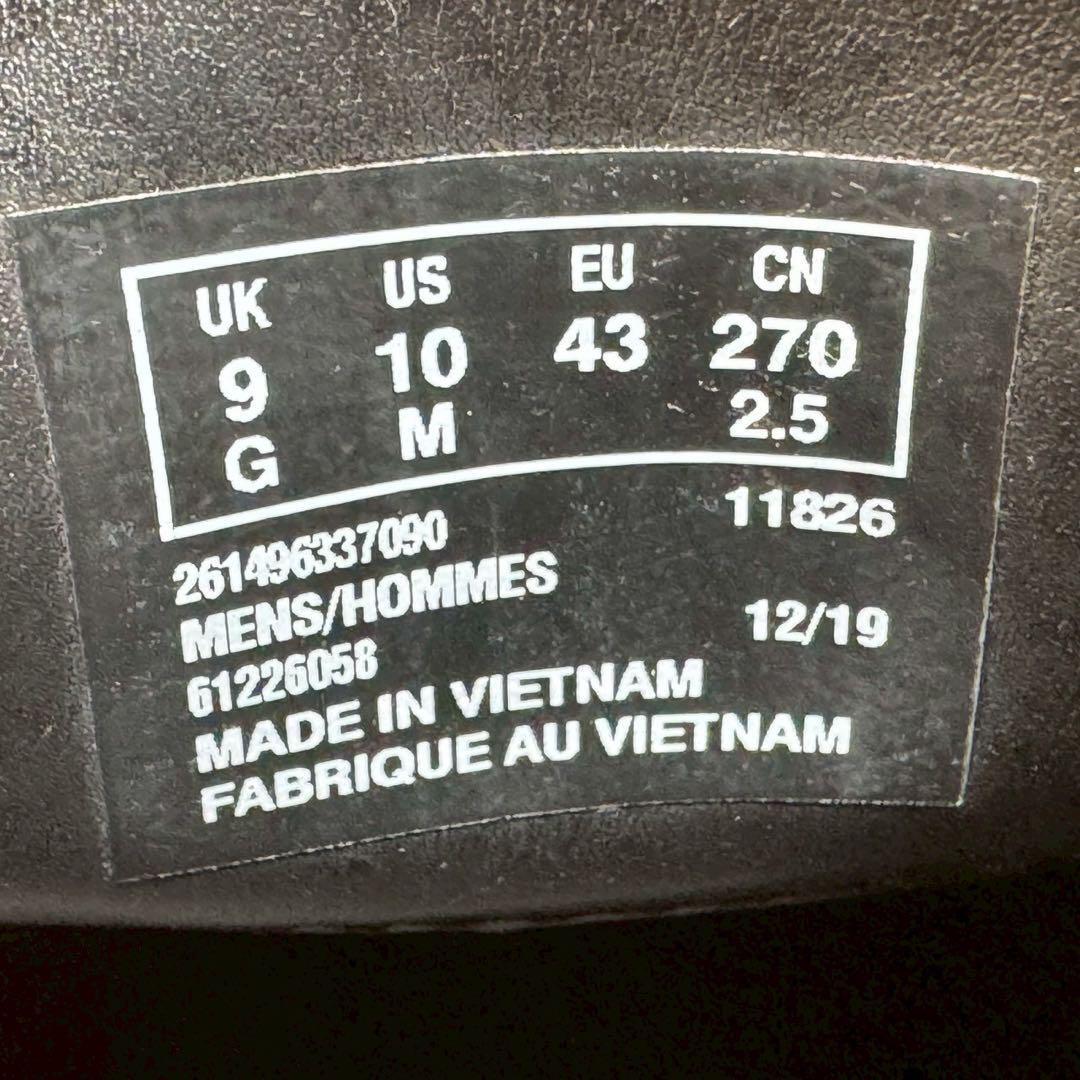 UK US EU CN
9 10 43 270
G M 2.5
261496337090 11826
MENS/HOMMES
61226058 12/19
MADE IN VIETNAM
FABRIQUE AU VIETNAM